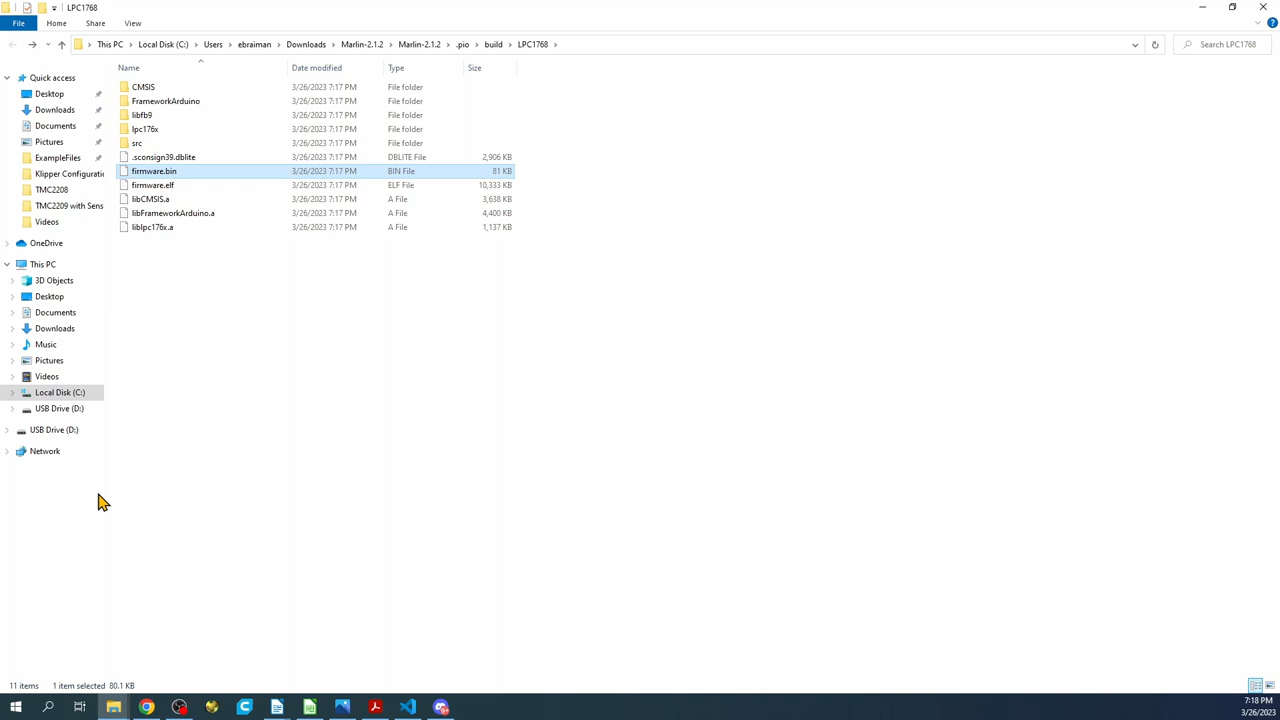 LPC1768
File Home Share View
This PC Local Disk (C:) Users ebraiman Downloads Marlin-2.1.2 Marlin-2.1.2 .pio build LPC1768 Search LPC1768
Name Date modified Type Size
Quick access
Desktop
Downloads
Documents
Pictures
ExampleFiles
Klipper Configuratic
TMC2208
TMC2209 with Sens
Videos
OneDrive
This PC
3D Objects
Desktop
Documents
Downloads
Music
Pictures
Videos
Local Disk (C:)
USB Drive (D:)
USB Drive (D:)
Network
CMSIS 3/26/2023 7:17 PM File folder
FrameworkArduino 3/26/2023 7:17 PM File folder
libfb9 3/26/2023 7:17 PM File folder
lpc176x 3/26/2023 7:17 PM File folder
src 3/26/2023 7:17 PM File folder
.sconsign39.dblite 3/26/2023 7:17 PM DBLITE File 2,906 KB
firmware.bin 3/26/2023 7:17 PM BIN File 81 KB
firmware.elf 3/26/2023 7:17 PM ELF File 10,333 KB
libCMSIS.a 3/26/2023 7:17 PM A File 3,638 KB
libFrameworkArduino.a 3/26/2023 7:17 PM A File 4,400 KB
liblpc176x.a 3/26/2023 7:17 PM A File 1,137 KB
11 items 1 item selected 80.1 KB
7:18 PM
3/26/2023